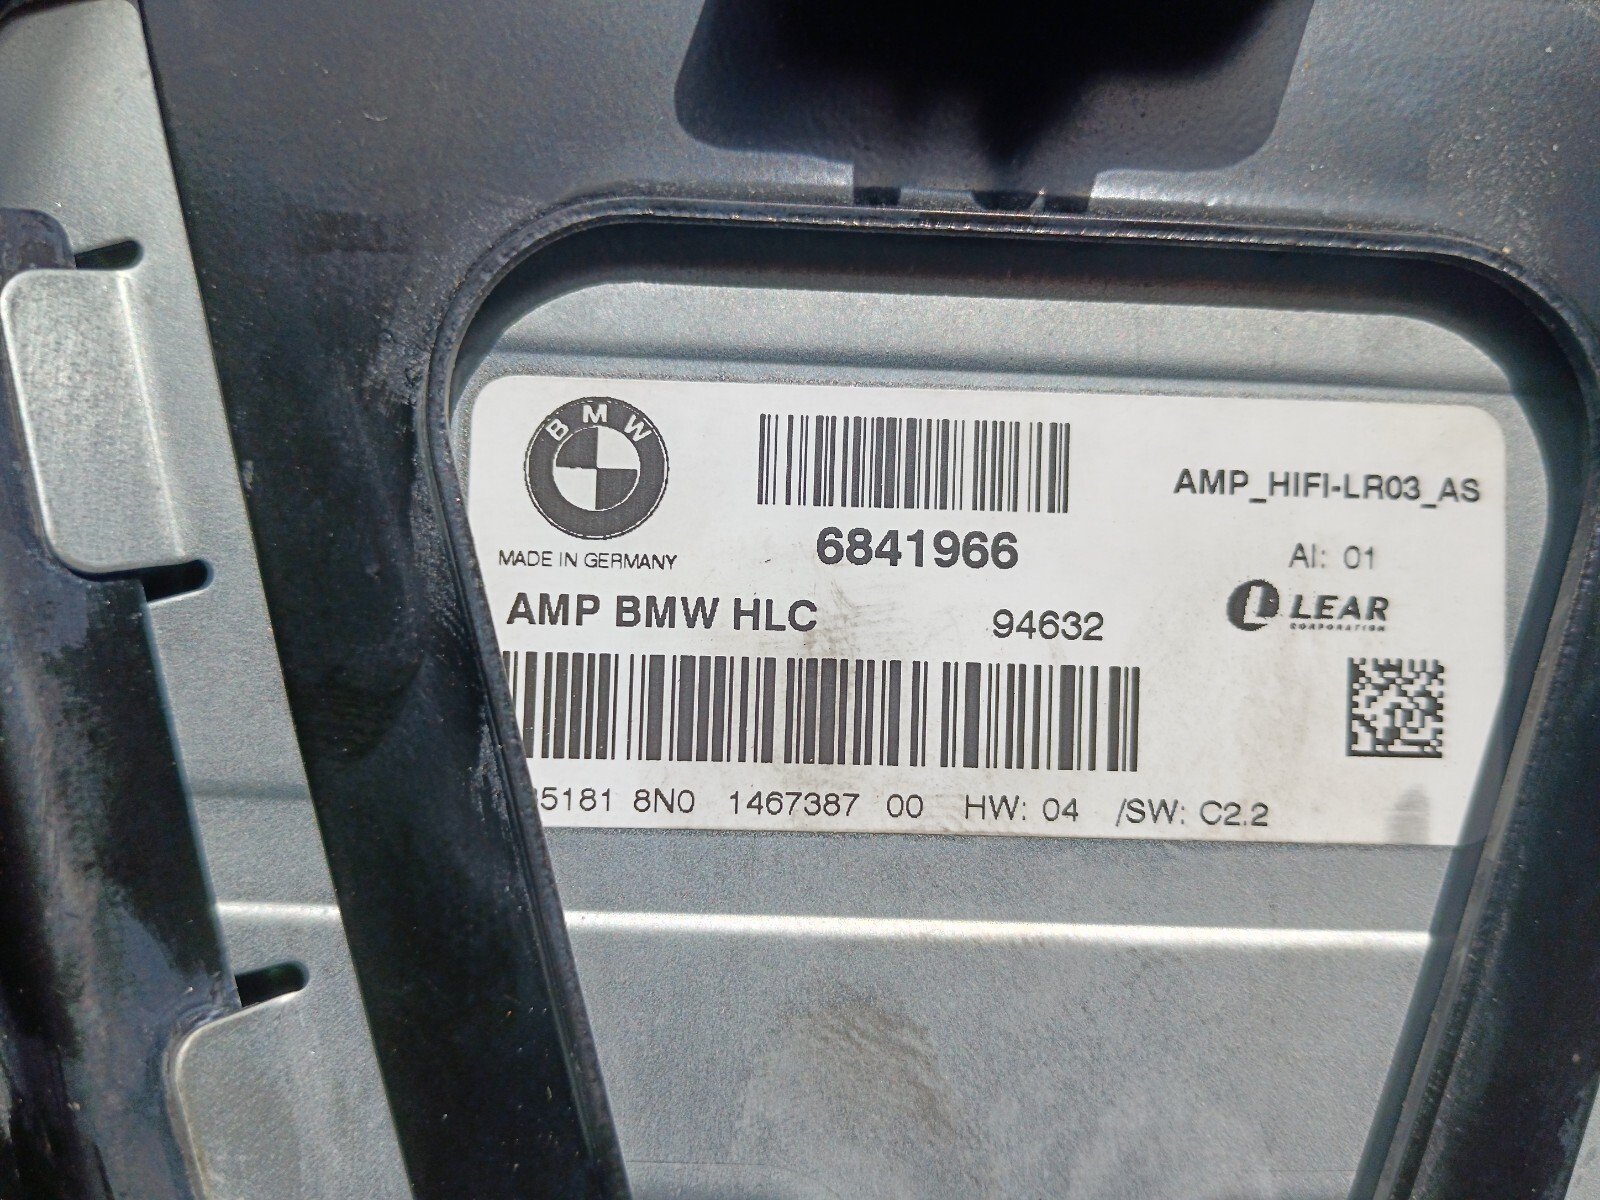 BMW
AMP_HIFI-LR03_AS
6841966
MADE IN GERMANY
AI: 01
AMP BMW HLC
94632
LEAR
CORPORATION
5181 8N0 1467387 00 HW: 04 /SW: C2.2